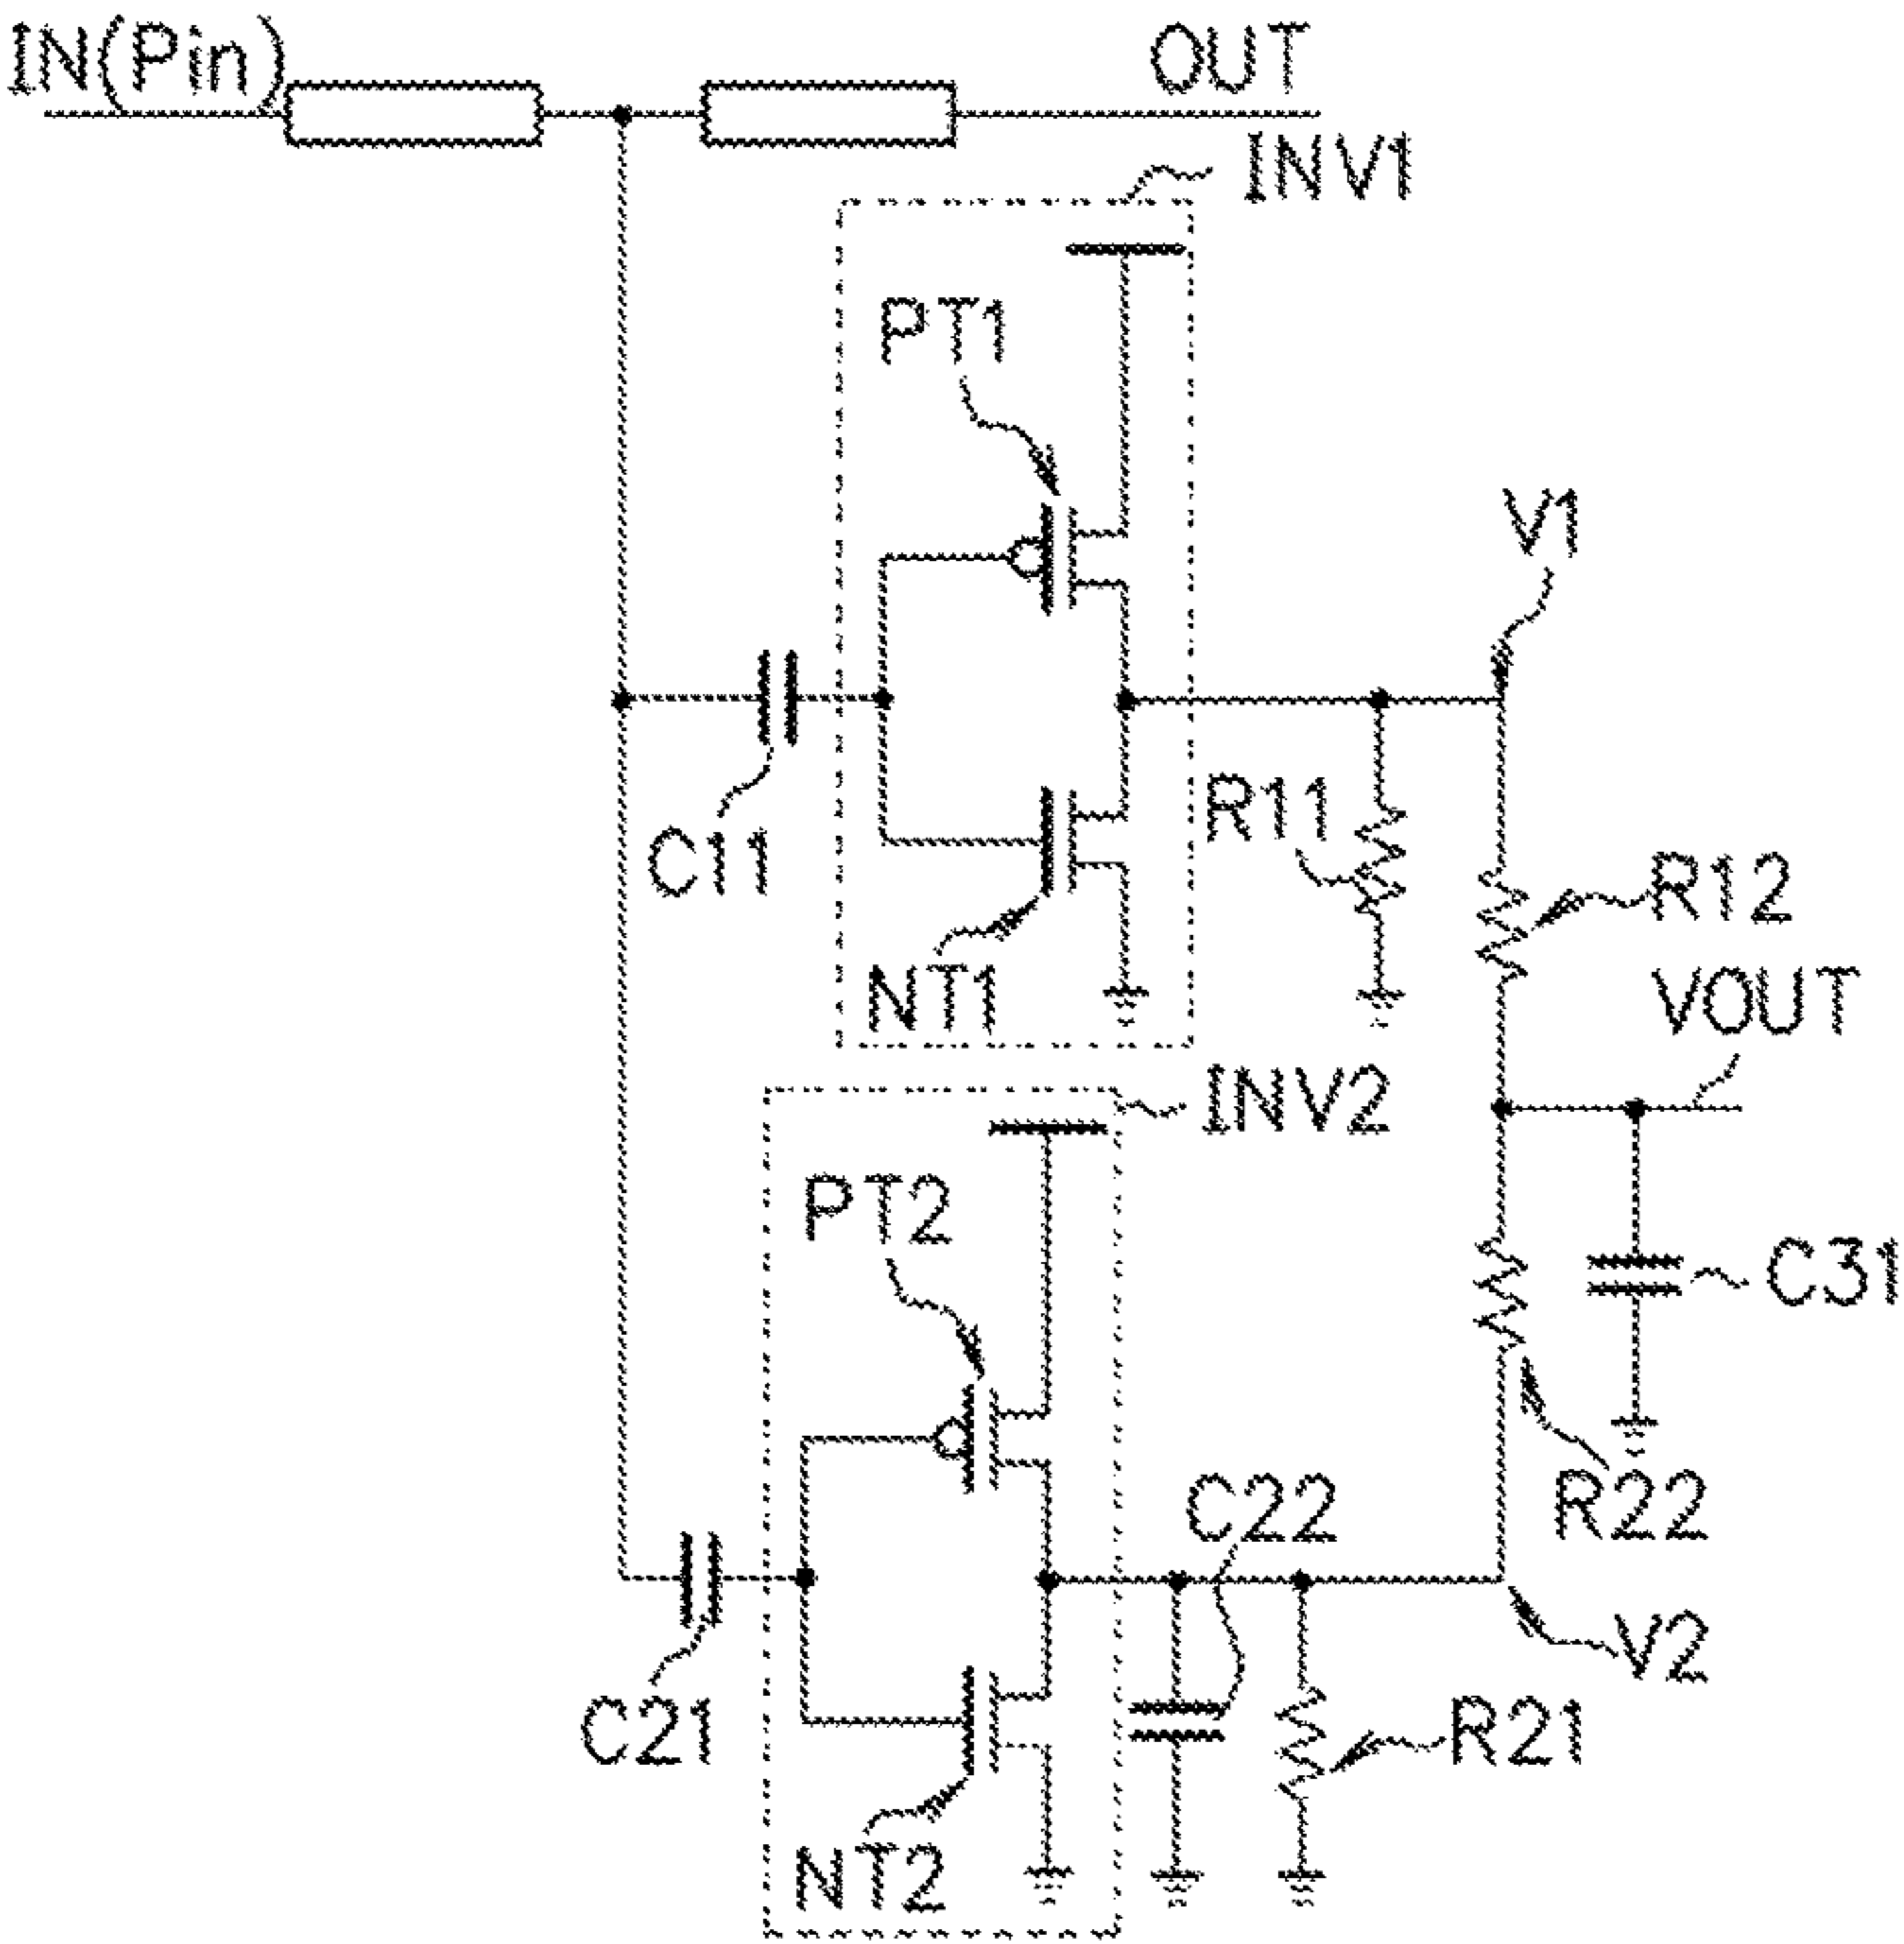 IN(Pin)
OUT
INV1
PT1
V1
C11
R11
R12
NT1
VOUT
INV2
PT2
C31
C22
R22
V2
C21
R21
NT2